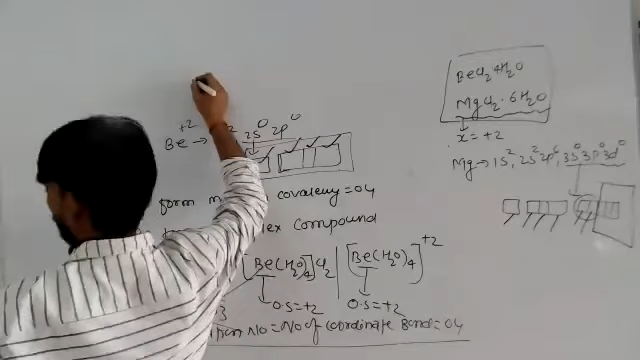 BeCl2 4H2O
MgCl2 . 6H2O
x = +2
Mg → 1S2, 2S2 2P6, 3S0 3P0 3d0
Be+2 → 2 2S0 2P0
form covalency = 04
Compound
[Be(H2O)4]Cl2 | [Be(H2O)4]+2
O.S = +2 O.S = +2
No = No of coordinate Bond = 04